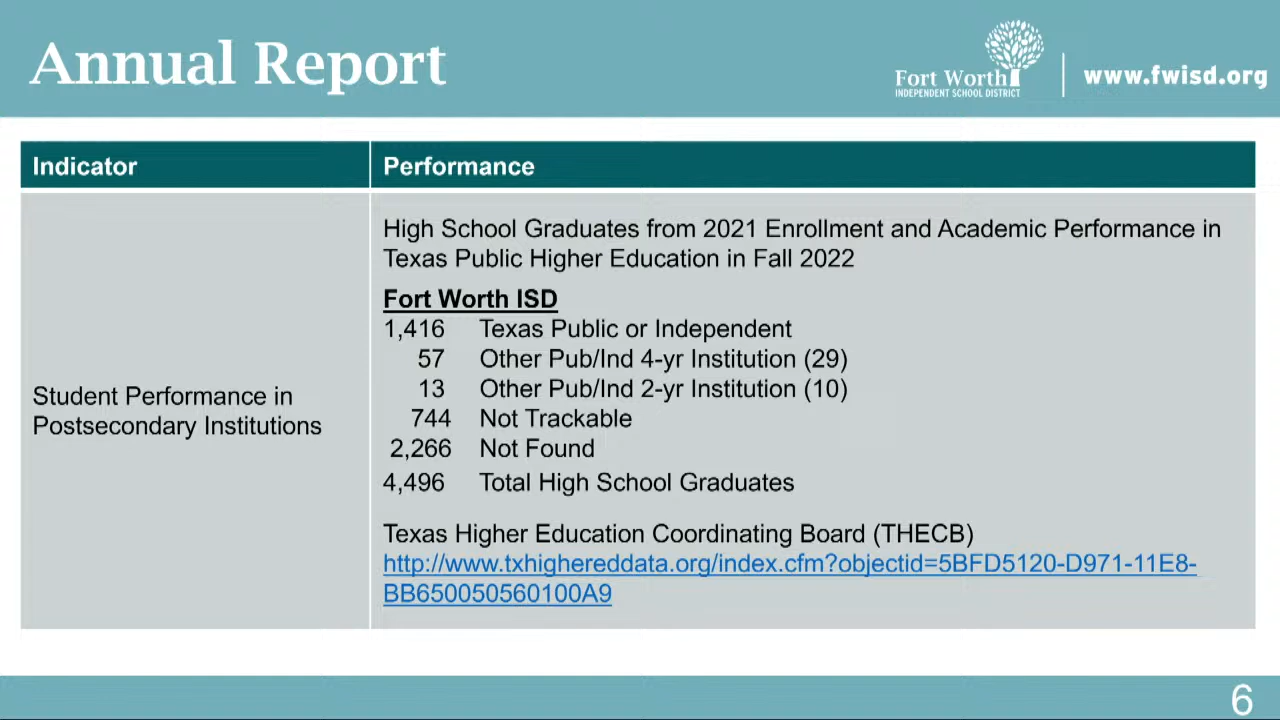 Annual Report
Fort Worth
INDEPENDENT SCHOOL DISTRICT
www.fwisd.org
Indicator
Performance
Student Performance in
Postsecondary Institutions
High School Graduates from 2021 Enrollment and Academic Performance in
Texas Public Higher Education in Fall 2022
Fort Worth ISD
1,416 Texas Public or Independent
57 Other Pub/Ind 4-yr Institution (29)
13 Other Pub/Ind 2-yr Institution (10)
744 Not Trackable
2,266 Not Found
4,496 Total High School Graduates
Texas Higher Education Coordinating Board (THECB)
http://www.txhighereddata.org/index.cfm?objectid=5BFD5120-D971-11E8-
BB650050560100A9
6